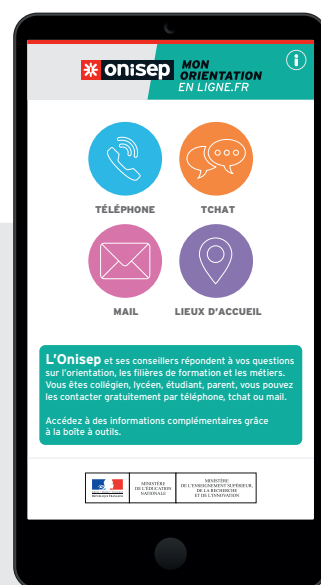 onisep
MON
ORIENTATION
EN LIGNE.FR
TÉLÉPHONE
TCHAT
MAIL
LIEUX D'ACCUEIL
L'Onisep et ses conseillers répondent à vos questions
sur l'orientation, les filières de formation et les métiers.
Vous êtes collégien, lycéen, étudiant, parent, vous pouvez
les contacter gratuitement par téléphone, tchat ou mail.
Accédez à des informations complémentaires grâce
à la boîte à outils.
RÉPUBLIQUE FRANÇAISE
MINISTÈRE
DE L'ÉDUCATION
NATIONALE
MINISTÈRE
DE L'ENSEIGNEMENT SUPÉRIEUR,
DE LA RECHERCHE
ET DE L'INNOVATION